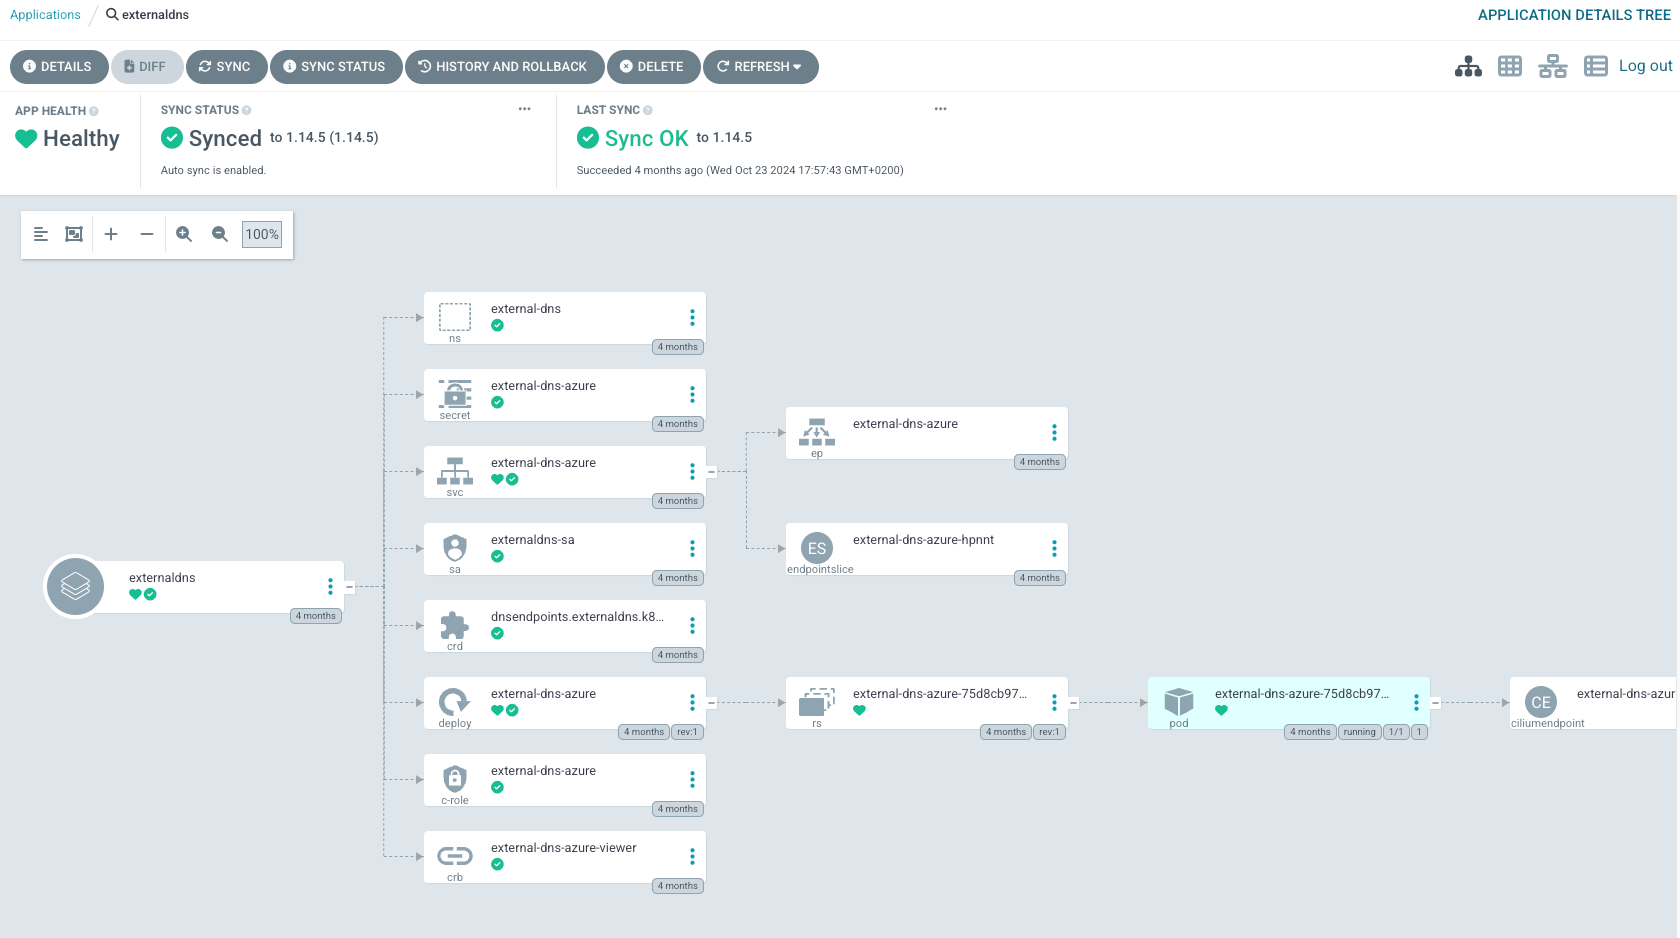 Applications / externaldns
APPLICATION DETAILS TREE
DETAILS DIFF SYNC SYNC STATUS HISTORY AND ROLLBACK DELETE REFRESH Log out
APP HEALTH
Healthy
SYNC STATUS ...
Synced to 1.14.5 (1.14.5)
Auto sync is enabled.
LAST SYNC ...
Sync OK to 1.14.5
Succeeded 4 months ago (Wed Oct 23 2024 17:57:43 GMT+0200)
100%
externaldns
4 months
external-dns
ns
4 months
external-dns-azure
secret
4 months
external-dns-azure
svc
4 months
external-dns-azure
ep
4 months
ES
external-dns-azure-hpnnt
endpointslice
4 months
externaldns-sa
sa
4 months
dnsendpoints.externaldns.k8...
crd
4 months
external-dns-azure
deploy
4 months rev:1
external-dns-azure-75d8cb97...
rs
4 months rev:1
external-dns-azure-75d8cb97...
pod
4 months running 1/1 1
CE
external-dns-azur
ciliumendpoint
external-dns-azure
c-role
4 months
external-dns-azure-viewer
crb
4 months